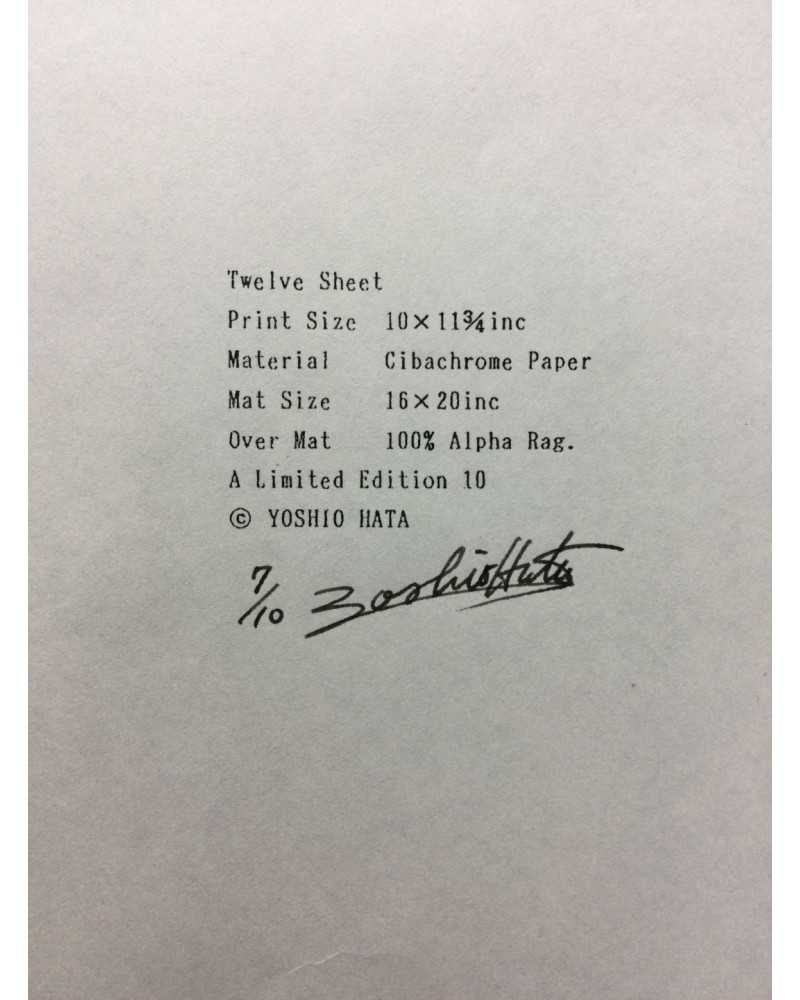 Twelve Sheet
Print Size 10×11¾inc
Material Cibachrome Paper
Mat Size 16×20inc
Over Mat 100% Alpha Rag.
A Limited Edition 10
© YOSHIO HATA
7/10 Yoshio Hata